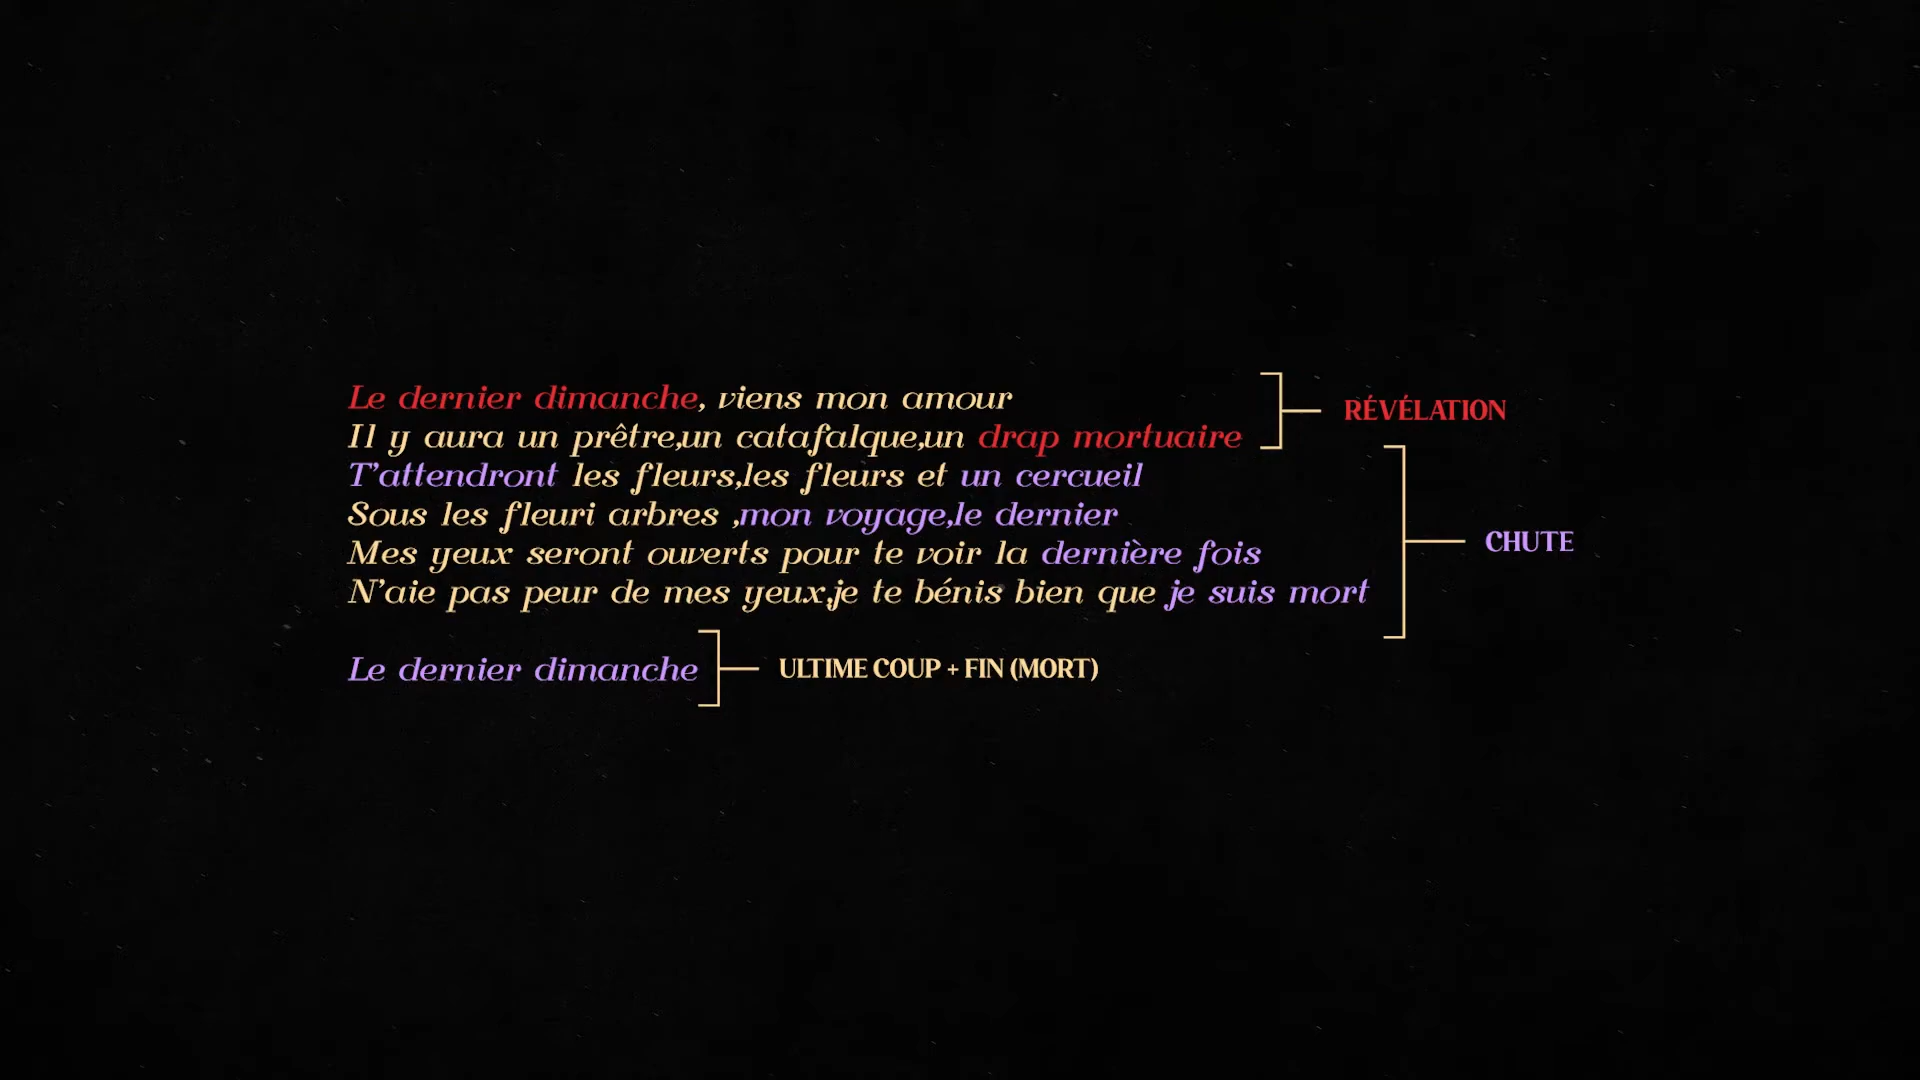 Le dernier dimanche, viens mon amour
Il y aura un prêtre,un catafalque,un drap mortuaire
RÉVÉLATION
T'attendront les fleurs,les fleurs et un cercueil
Sous les fleuri arbres ,mon voyage,le dernier
Mes yeux seront ouverts pour te voir la dernière fois
N'aie pas peur de mes yeux,je te bénis bien que je suis mort
CHUTE
Le dernier dimanche
ULTIME COUP + FIN (MORT)